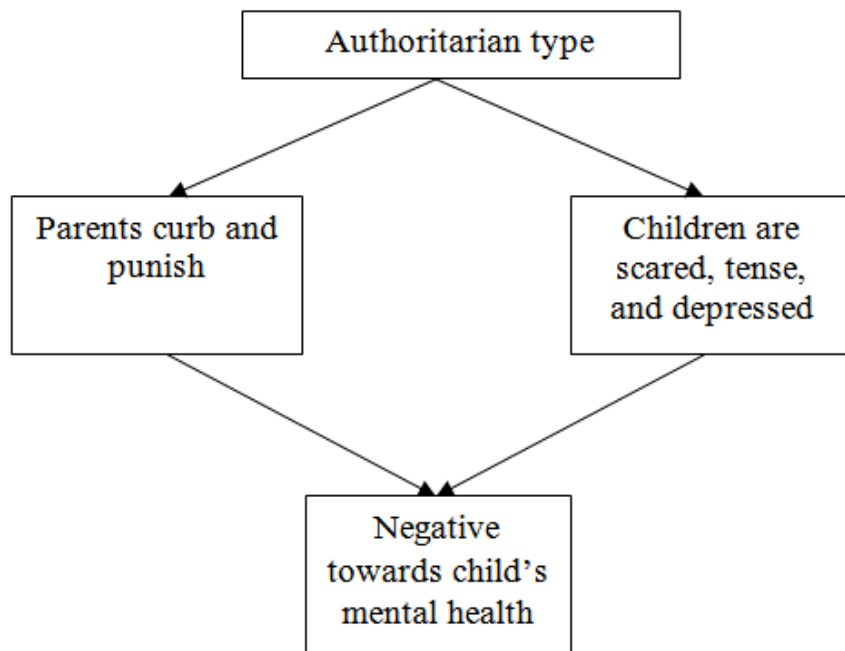 Authoritarian type
Parents curb and
punish
Children are
scared, tense,
and depressed
Negative
towards child’s
mental health